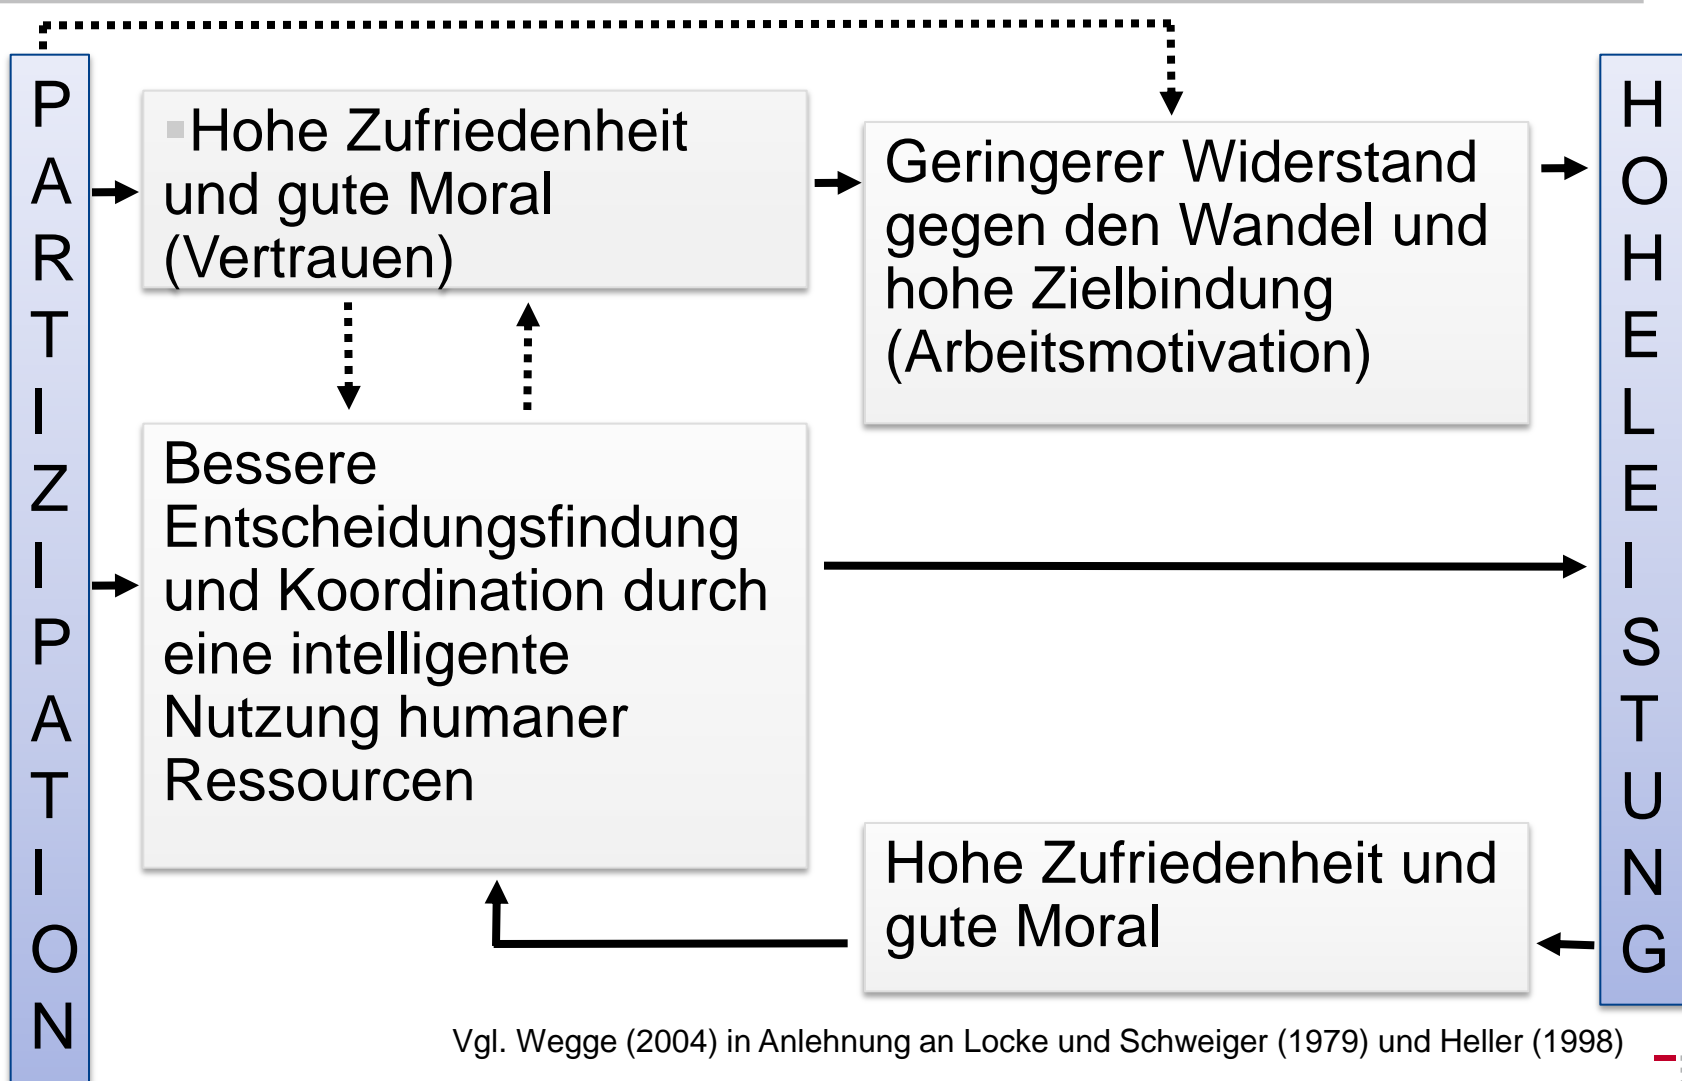 PARTIZIPATION
Hohe Zufriedenheit
und gute Moral
(Vertrauen)
Geringerer Widerstand
gegen den Wandel und
hohe Zielbindung
(Arbeitsmotivation)
Bessere
Entscheidungsfindung
und Koordination durch
eine intelligente
Nutzung humaner
Ressourcen
Hohe Zufriedenheit und
gute Moral
HOHE LEISTUNG
Vgl. Wegge (2004) in Anlehnung an Locke und Schweiger (1979) und Heller (1998)